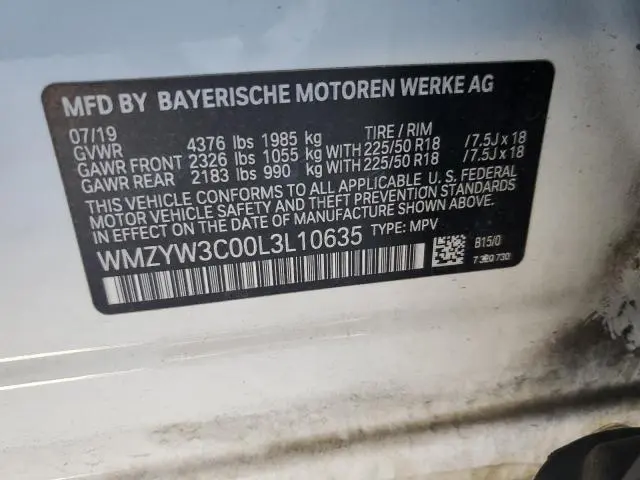 MFD BY BAYERISCHE MOTOREN WERKE AG
07/19 TIRE / RIM
GVWR 4376 lbs 1985 kg
GAWR FRONT 2326 lbs 1055 kg WITH 225/50 R18 / 7.5J x 18
GAWR REAR 2183 lbs 990 kg WITH 225/50 R18 / 7.5J x 18
THIS VEHICLE CONFORMS TO ALL APPLICABLE U. S. FEDERAL
MOTOR VEHICLE SAFETY AND THEFT PREVENTION STANDARDS
IN EFFECT ON THE DATE OF MANUFACTURE SHOWN ABOVE.
WMZYW3C00L3L10635 TYPE: MPV
B15/0